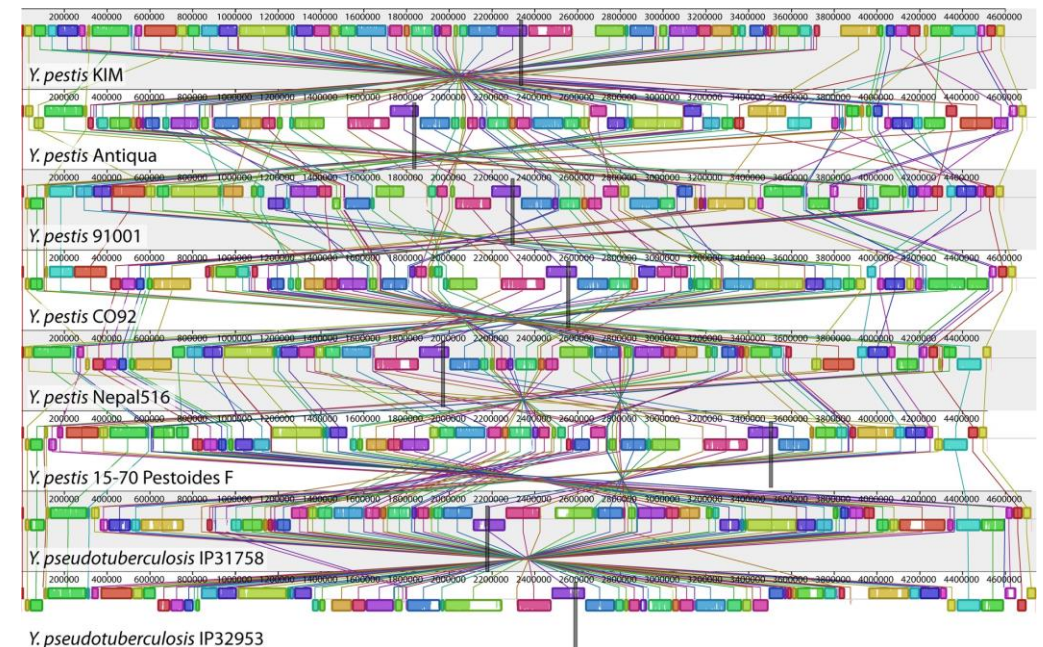 200000 400000 600000 800000 1000000 1200000 1400000 1600000 1800000 2000000 2200000 2400000 2600000 2800000 3000000 3200000 3400000 3600000 3800000 4000000 4200000 4400000 4600000
Y. pestis KIM
200000 400000 600000 800000 1000000 1200000 1400000 1600000 1800000 2000000 2200000 2400000 2600000 2800000 3000000 3200000 3400000 3600000 3800000 4000000 4200000 4400000 4600000
Y. pestis Antiqua
200000 400000 600000 800000 1000000 1200000 1400000 1600000 1800000 2000000 2200000 2400000 2600000 2800000 3000000 3200000 3400000 3600000 3800000 4000000 4200000 4400000
Y. pestis 91001
200000 400000 600000 800000 1000000 1200000 1400000 1600000 1800000 2000000 2200000 2400000 2600000 2800000 3000000 3200000 3400000 3600000 3800000 4000000 4200000 4400000 4600000
Y. pestis CO92
200000 400000 600000 800000 1000000 1200000 1400000 1600000 1800000 2000000 2200000 2400000 2600000 2800000 3000000 3200000 3400000 3600000 3800000 4000000 4200000 4400000
Y. pestis Nepal516
200000 400000 600000 800000 1000000 1200000 1400000 1600000 1800000 2000000 2200000 2400000 2600000 2800000 3000000 3200000 3400000 3600000 3800000 4000000 4200000 4400000
Y. pestis 15-70 Pestoides F
200000 400000 600000 800000 1000000 1200000 1400000 1600000 1800000 2000000 2200000 2400000 2600000 2800000 3000000 3200000 3400000 3600000 3800000 4000000 4200000 4400000 4600000
Y. pseudotuberculosis IP31758
200000 400000 600000 800000 1000000 1200000 1400000 1600000 1800000 2000000 2200000 2400000 2600000 2800000 3000000 3200000 3400000 3600000 3800000 4000000 4200000 4400000 4600000
Y. pseudotuberculosis IP32953